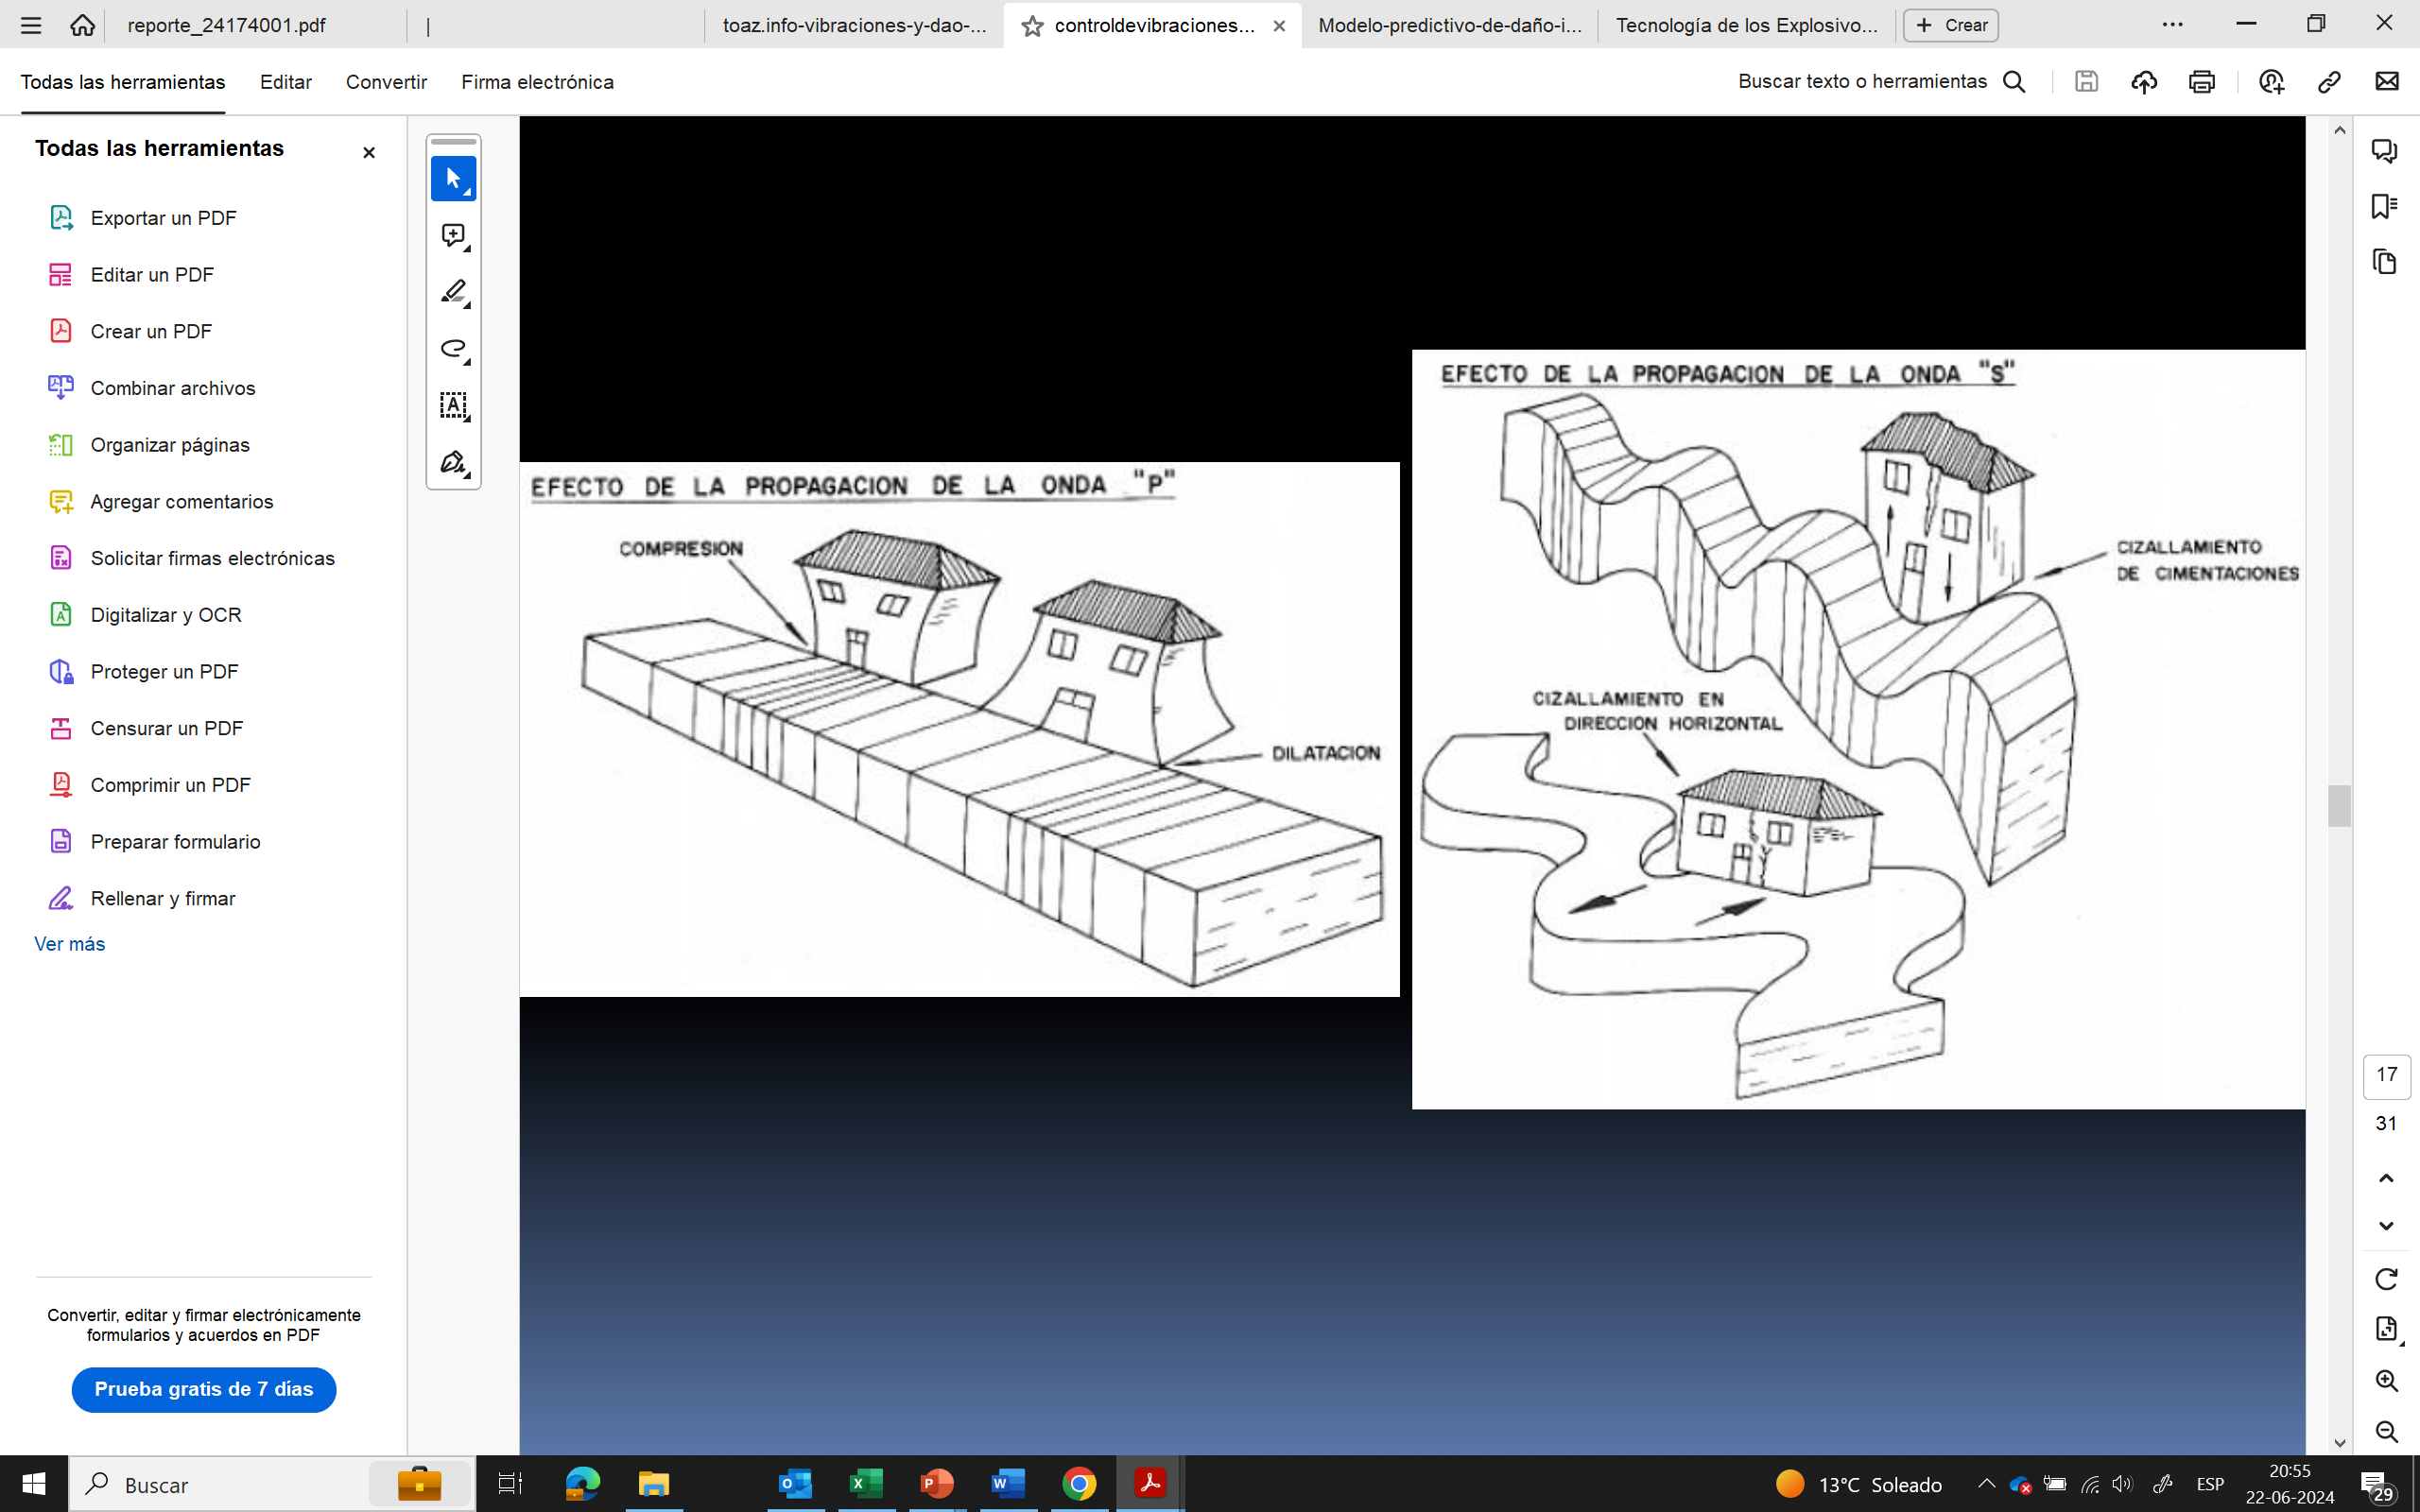 reporte_24174001.pdf
toaz.info-vibraciones-y-dao-...
controldevibraciones...
Modelo-predictivo-de-daño-i...
Tecnología de los Explosivo...
Crear
Todas las herramientas
Editar
Convertir
Firma electrónica
Buscar texto o herramientas
Todas las herramientas
Exportar un PDF
Editar un PDF
Crear un PDF
Combinar archivos
Organizar páginas
Agregar comentarios
Solicitar firmas electrónicas
Digitalizar y OCR
Proteger un PDF
Censurar un PDF
Comprimir un PDF
Preparar formulario
Rellenar y firmar
Ver más
Convertir, editar y firmar electrónicamente
formularios y acuerdos en PDF
Prueba gratis de 7 días
EFECTO DE LA PROPAGACION DE LA ONDA "P"
COMPRESION
DILATACION
EFECTO DE LA PROPAGACION DE LA ONDA "S"
CIZALLAMIENTO
DE CIMENTACIONES
CIZALLAMIENTO EN
DIRECCION HORIZONTAL
17
31
Buscar
13°C Soleado
ESP
20:55
22-06-2024
29